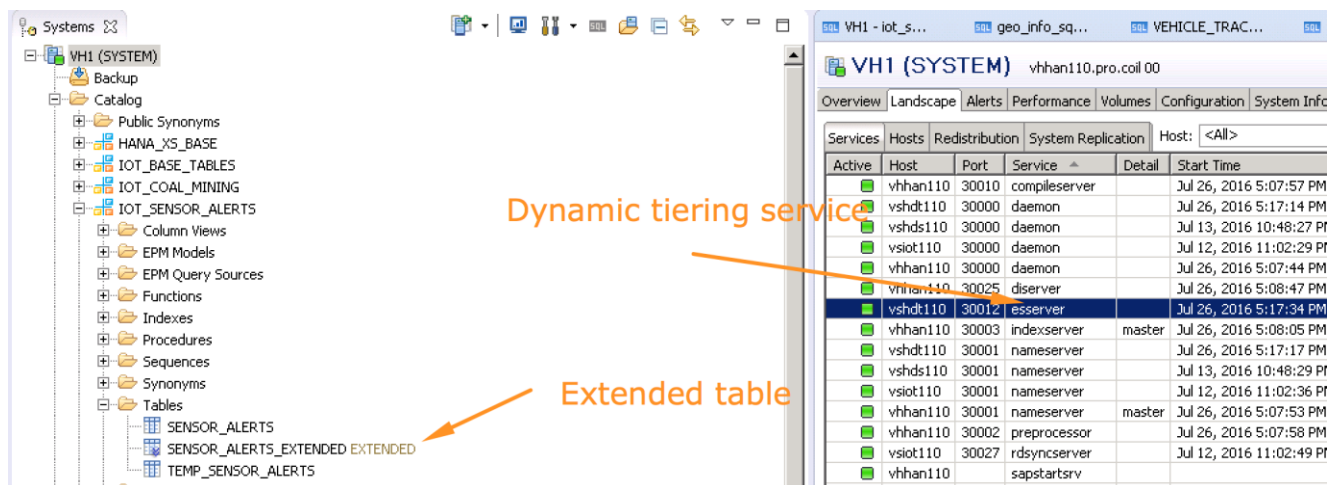 Systems
VH1 (SYSTEM)
Backup
Catalog
Public Synonyms
HANA_XS_BASE
IOT_BASE_TABLES
IOT_COAL_MINING
IOT_SENSOR_ALERTS
Column Views
EPM Models
EPM Query Sources
Functions
Indexes
Procedures
Sequences
Synonyms
Tables
SENSOR_ALERTS
SENSOR_ALERTS_EXTENDED EXTENDED
TEMP_SENSOR_ALERTS
Dynamic tiering service
Extended table
SQL VH1 - iot_s... SQL geo_info_sq... SQL VEHICLE_TRAC... SQL
VH1 (SYSTEM) vhhan110.pro.coil 00
Overview Landscape Alerts Performance Volumes Configuration System Info
Services Hosts Redistribution System Replication Host: <All>
Active Host Port Service Detail Start Time
vhhan110 30010 compileserver Jul 26, 2016 5:07:57 PM
vshdt110 30000 daemon Jul 26, 2016 5:17:14 PM
vshds110 30000 daemon Jul 13, 2016 10:48:27 PM
vsiot110 30000 daemon Jul 12, 2016 11:02:29 PM
vhhan110 30000 daemon Jul 26, 2016 5:07:44 PM
vhhan110 30025 diserver Jul 26, 2016 5:08:47 PM
vshdt110 30012 esserver Jul 26, 2016 5:17:34 PM
vhhan110 30003 indexserver master Jul 26, 2016 5:08:05 PM
vshdt110 30001 nameserver Jul 26, 2016 5:17:17 PM
vshds110 30001 nameserver Jul 13, 2016 10:48:29 PM
vsiot110 30001 nameserver Jul 12, 2016 11:02:36 PM
vhhan110 30001 nameserver master Jul 26, 2016 5:07:53 PM
vhhan110 30002 preprocessor Jul 26, 2016 5:07:58 PM
vsiot110 30027 rdsyncserver Jul 12, 2016 11:02:49 PM
vhhan110 sapstartsrv